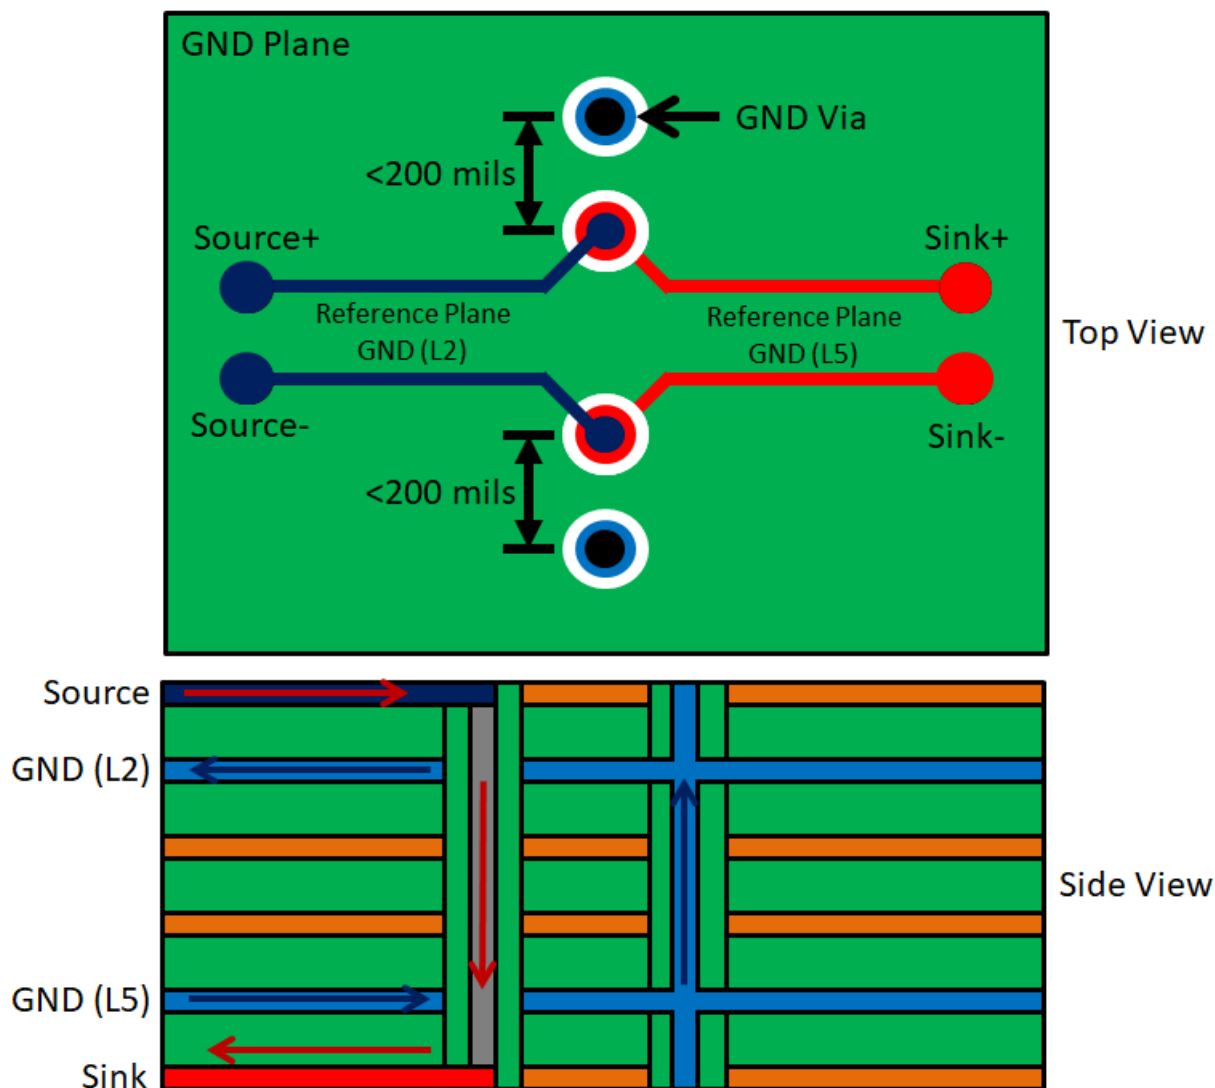 GND Plane
GND Via
<200 mils
Source+
Sink+
Reference Plane
GND (L2)
Reference Plane
GND (L5)
Top View
Source-
Sink-
<200 mils
Source
GND (L2)
Side View
GND (L5)
Sink